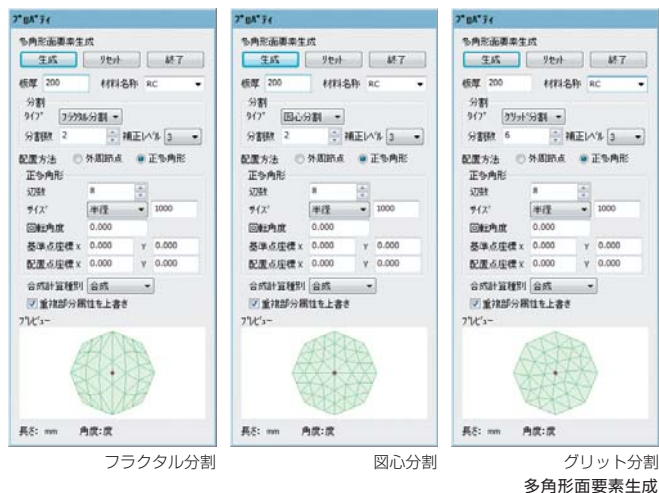 ﾌﾟﾛﾊﾟﾃｨ
多角形面要素生成
生成 ﾘｾｯﾄ 終了
板厚 200 材料名称 RC
分割
ﾀｲﾌﾟ ﾌﾗｸﾀﾙ分割
分割数 2 補正ﾚﾍﾞﾙ 3
配置方法 外周節点 正多角形
正多角形
辺数 8
ｻｲｽﾞ 半径 1000
回転角度 0.000
基準点座標 x 0.000 Y 0.000
配置点座標 x 0.000 Y 0.000
合成計算種別 合成
重複部分属性を上書き
ﾌﾟﾚﾋﾞｭｰ
長さ: mm 角度:度
フラクタル分割
ﾌﾟﾛﾊﾟﾃｨ
多角形面要素生成
生成 ﾘｾｯﾄ 終了
板厚 200 材料名称 RC
分割
ﾀｲﾌﾟ 図心分割
分割数 2 補正ﾚﾍﾞﾙ 3
配置方法 外周節点 正多角形
正多角形
辺数 8
ｻｲｽﾞ 半径 1000
回転角度 0.000
基準点座標 x 0.000 Y 0.000
配置点座標 x 0.000 Y 0.000
合成計算種別 合成
重複部分属性を上書き
ﾌﾟﾚﾋﾞｭｰ
長さ: mm 角度:度
図心分割
ﾌﾟﾛﾊﾟﾃｨ
多角形面要素生成
生成 ﾘｾｯﾄ 終了
板厚 200 材料名称 RC
分割
ﾀｲﾌﾟ ｸﾞﾘｯﾄﾞ分割
分割数 6 補正ﾚﾍﾞﾙ 3
配置方法 外周節点 正多角形
正多角形
辺数 8
ｻｲｽﾞ 半径 1000
回転角度 0.000
基準点座標 x 0.000 Y 0.000
配置点座標 x 0.000 Y 0.000
合成計算種別 合成
重複部分属性を上書き
ﾌﾟﾚﾋﾞｭｰ
長さ: mm 角度:度
グリット分割
多角形面要素生成